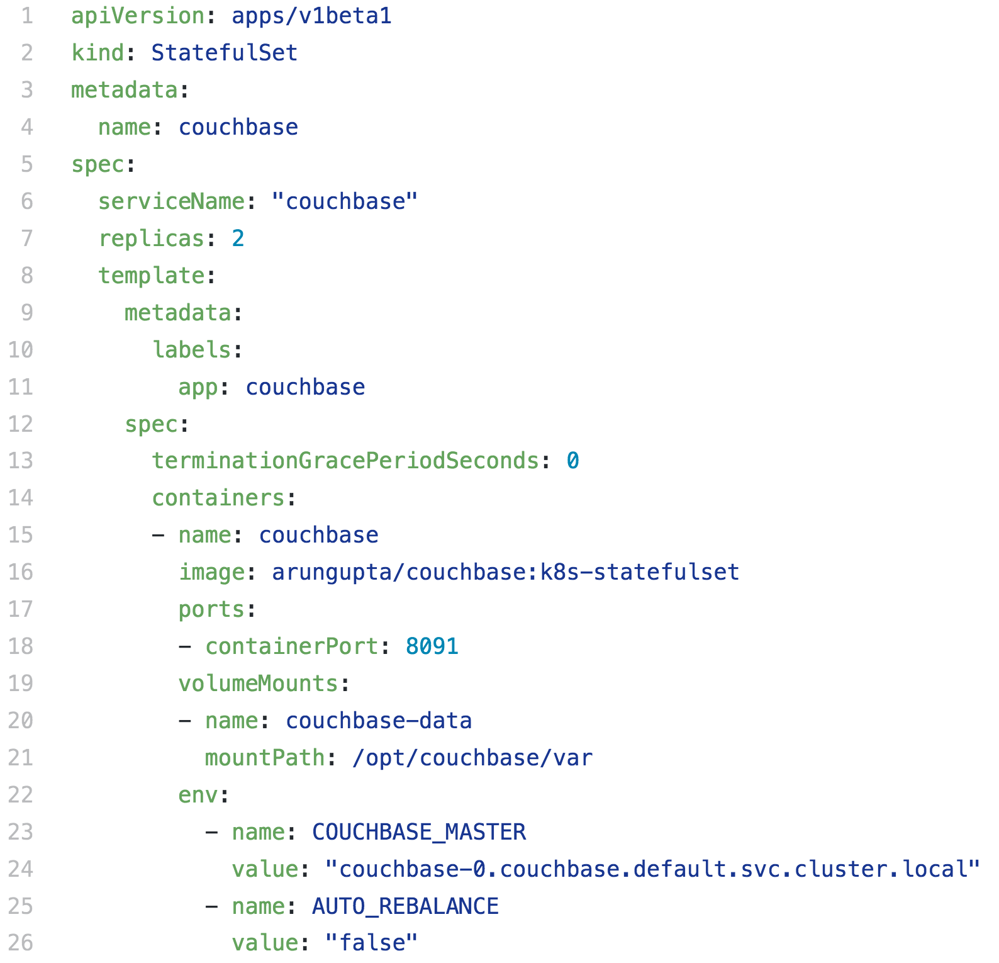 1 apiVersion: apps/v1beta1
2 kind: StatefulSet
3 metadata:
4   name: couchbase
5 spec:
6   serviceName: "couchbase"
7   replicas: 2
8   template:
9     metadata:
10       labels:
11         app: couchbase
12     spec:
13       terminationGracePeriodSeconds: 0
14       containers:
15       - name: couchbase
16         image: arungupta/couchbase:k8s-statefulset
17         ports:
18         - containerPort: 8091
19         volumeMounts:
20         - name: couchbase-data
21           mountPath: /opt/couchbase/var
22         env:
23           - name: COUCHBASE_MASTER
24             value: "couchbase-0.couchbase.default.svc.cluster.local"
25           - name: AUTO_REBALANCE
26             value: "false"